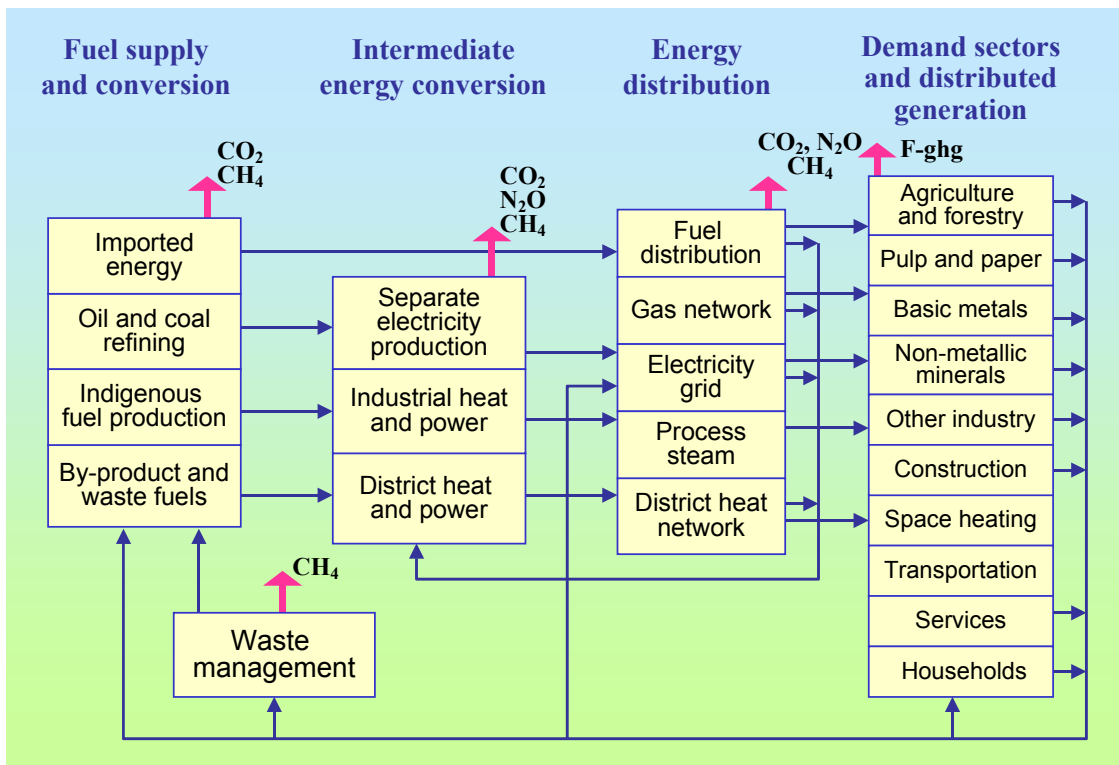 Fuel supply
and conversion
Intermediate
energy conversion
Energy
distribution
Demand sectors
and distributed
generation
CO₂
CH₄
CO₂
N₂O
CH₄
CO₂, N₂O
CH₄
F-ghg
Imported
energy
Oil and coal
refining
Indigenous
fuel production
By-product and
waste fuels
Separate
electricity
production
Industrial heat
and power
District heat
and power
Fuel
distribution
Gas network
Electricity
grid
Process
steam
District heat
network
Agriculture
and forestry
Pulp and paper
Basic metals
Non-metallic
minerals
Other industry
Construction
Space heating
Transportation
Services
Households
CH₄
Waste
management